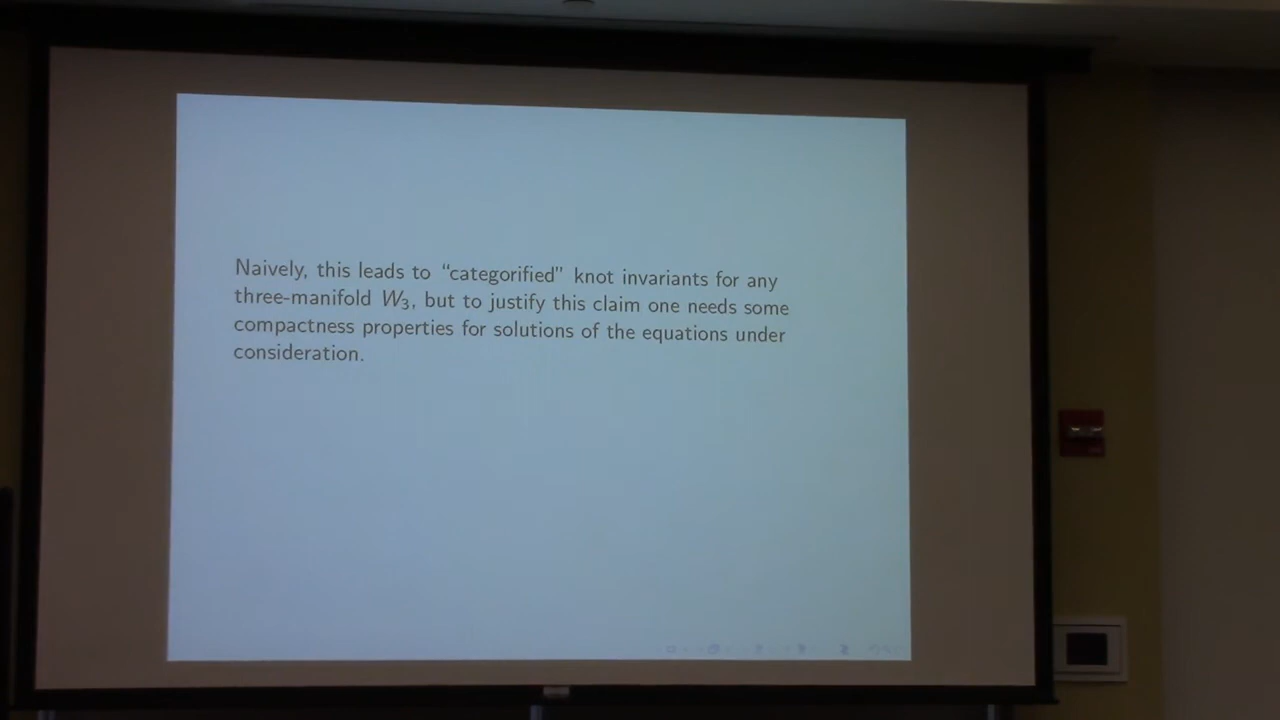 Naively, this leads to “categorified” knot invariants for any
three-manifold W₃, but to justify this claim one needs some
compactness properties for solutions of the equations under
consideration.